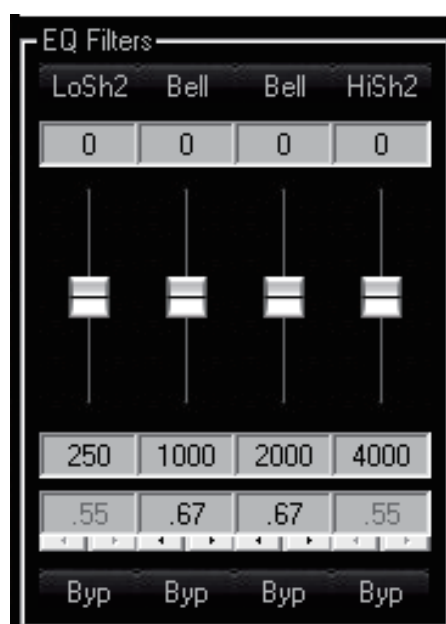 EQ Filters
LoSh2 Bell Bell HiSh2
0 0 0 0
250 1000 2000 4000
.55 .67 .67 .55
Byp Byp Byp Byp